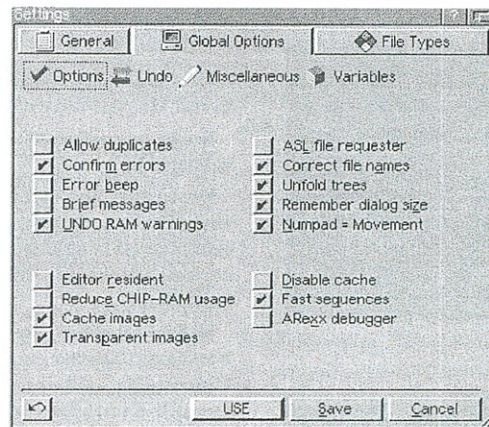 Settings
General Global Options File Types
Options Undo Miscellaneous Variables
Allow duplicates
Confirm errors
Error beep
Brief messages
UNDO RAM warnings
ASL file requester
Correct file names
Unfold trees
Remember dialog size
Numpad = Movement
Editor resident
Reduce CHIP-RAM usage
Cache images
Transparent images
Disable cache
Fast sequences
ARexx debugger
USE Save Cancel